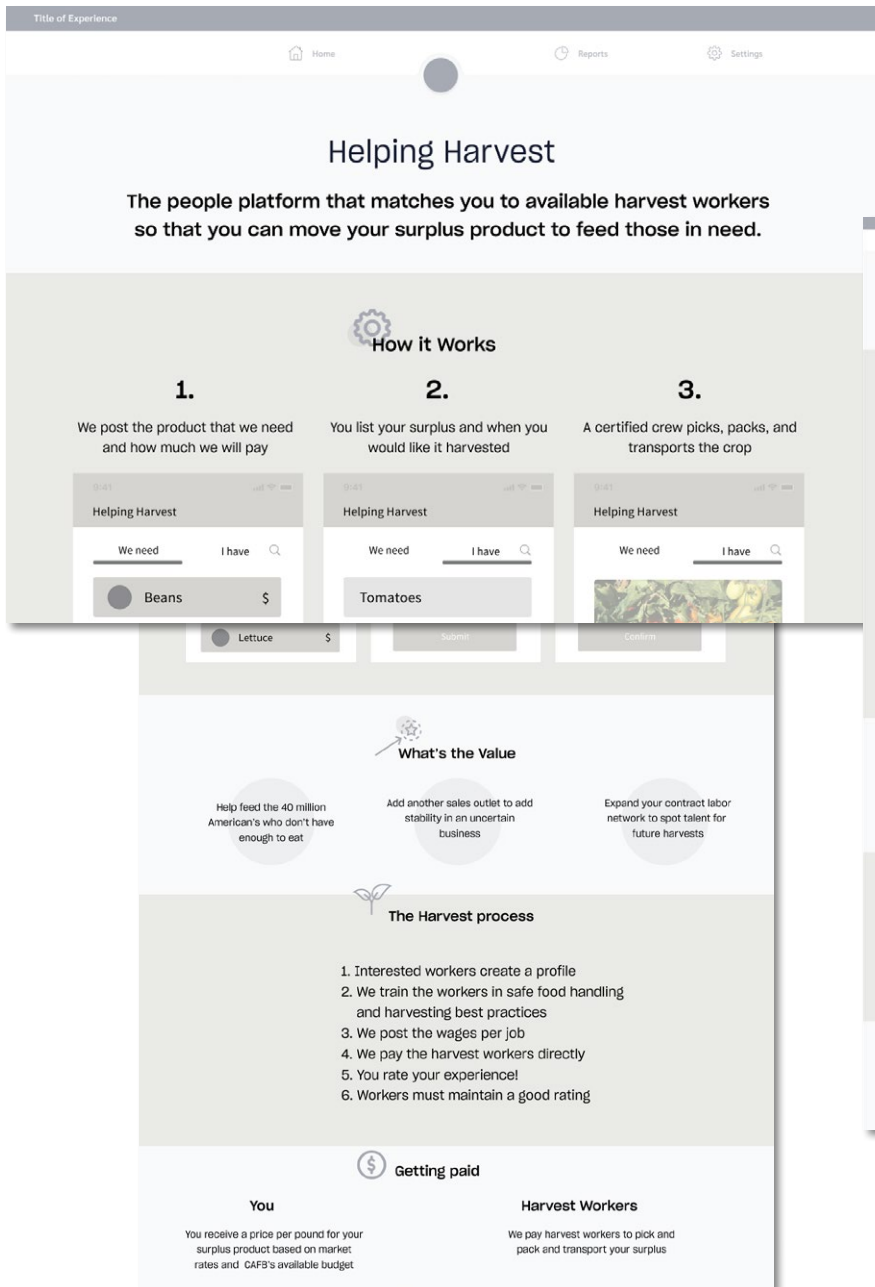 Title of Experience
Home
Reports
Settings
Helping Harvest
The people platform that matches you to available harvest workers
so that you can move your surplus product to feed those in need.
How it Works
1.
We post the product that we need
and how much we will pay
2.
You list your surplus and when you
would like it harvested
3.
A certified crew picks, packs, and
transports the crop
9:41
Helping Harvest
We need
I have
Beans
$
9:41
Helping Harvest
We need
I have
Tomatoes
9:41
Helping Harvest
We need
I have
Lettuce
$
Submit
Confirm
What's the Value
Help feed the 40 million
American's who don't have
enough to eat
Add another sales outlet to add
stability in an uncertain
business
Expand your contract labor
network to spot talent for
future harvests
The Harvest process
1. Interested workers create a profile
2. We train the workers in safe food handling
and harvesting best practices
3. We post the wages per job
4. We pay the harvest workers directly
5. You rate your experience!
6. Workers must maintain a good rating
Getting paid
You
You receive a price per pound for your
surplus product based on market
rates and CAFB's available budget
Harvest Workers
We pay harvest workers to pick and
pack and transport your surplus